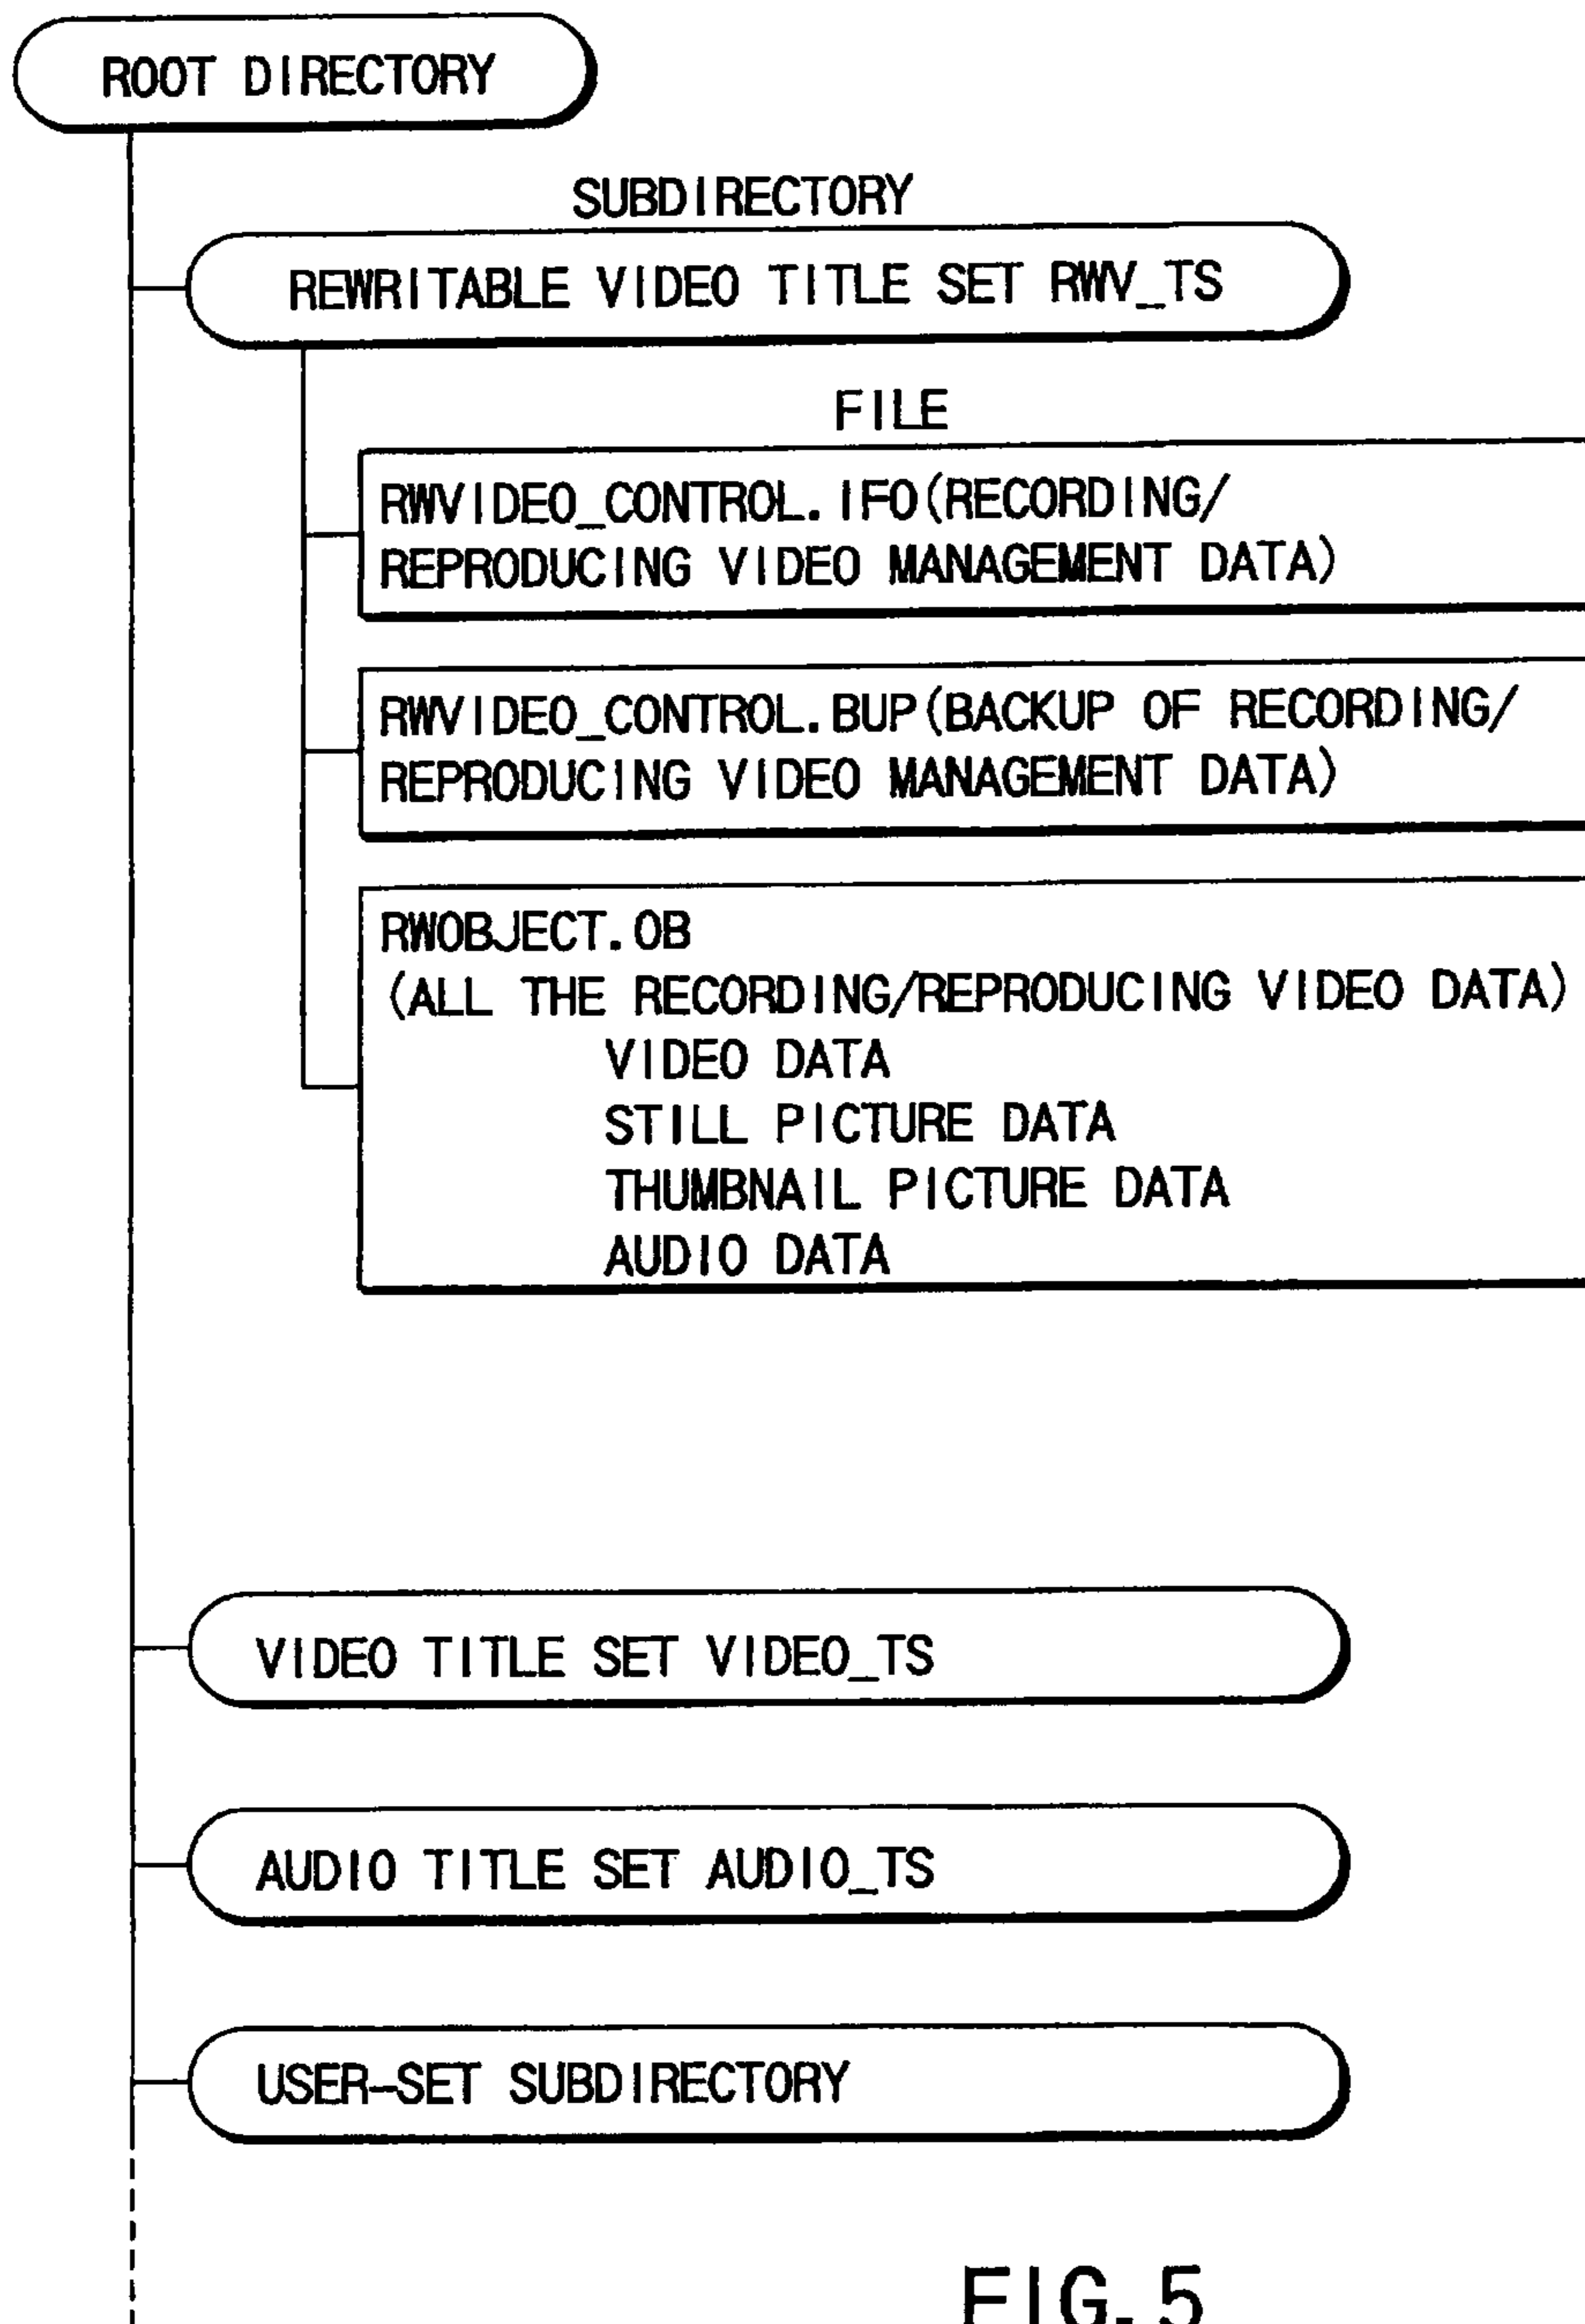 ROOT DIRECTORY
SUBDIRECTORY
REWRITABLE VIDEO TITLE SET RWV_TS
FILE
RWVIDEO_CONTROL.IFO(RECORDING/
REPRODUCING VIDEO MANAGEMENT DATA)
RWVIDEO_CONTROL.BUP(BACKUP OF RECORDING/
REPRODUCING VIDEO MANAGEMENT DATA)
RWOBJECT.OB
(ALL THE RECORDING/REPRODUCING VIDEO DATA)
VIDEO DATA
STILL PICTURE DATA
THUMBNAIL PICTURE DATA
AUDIO DATA
VIDEO TITLE SET VIDEO_TS
AUDIO TITLE SET AUDIO_TS
USER-SET SUBDIRECTORY
FIG. 5